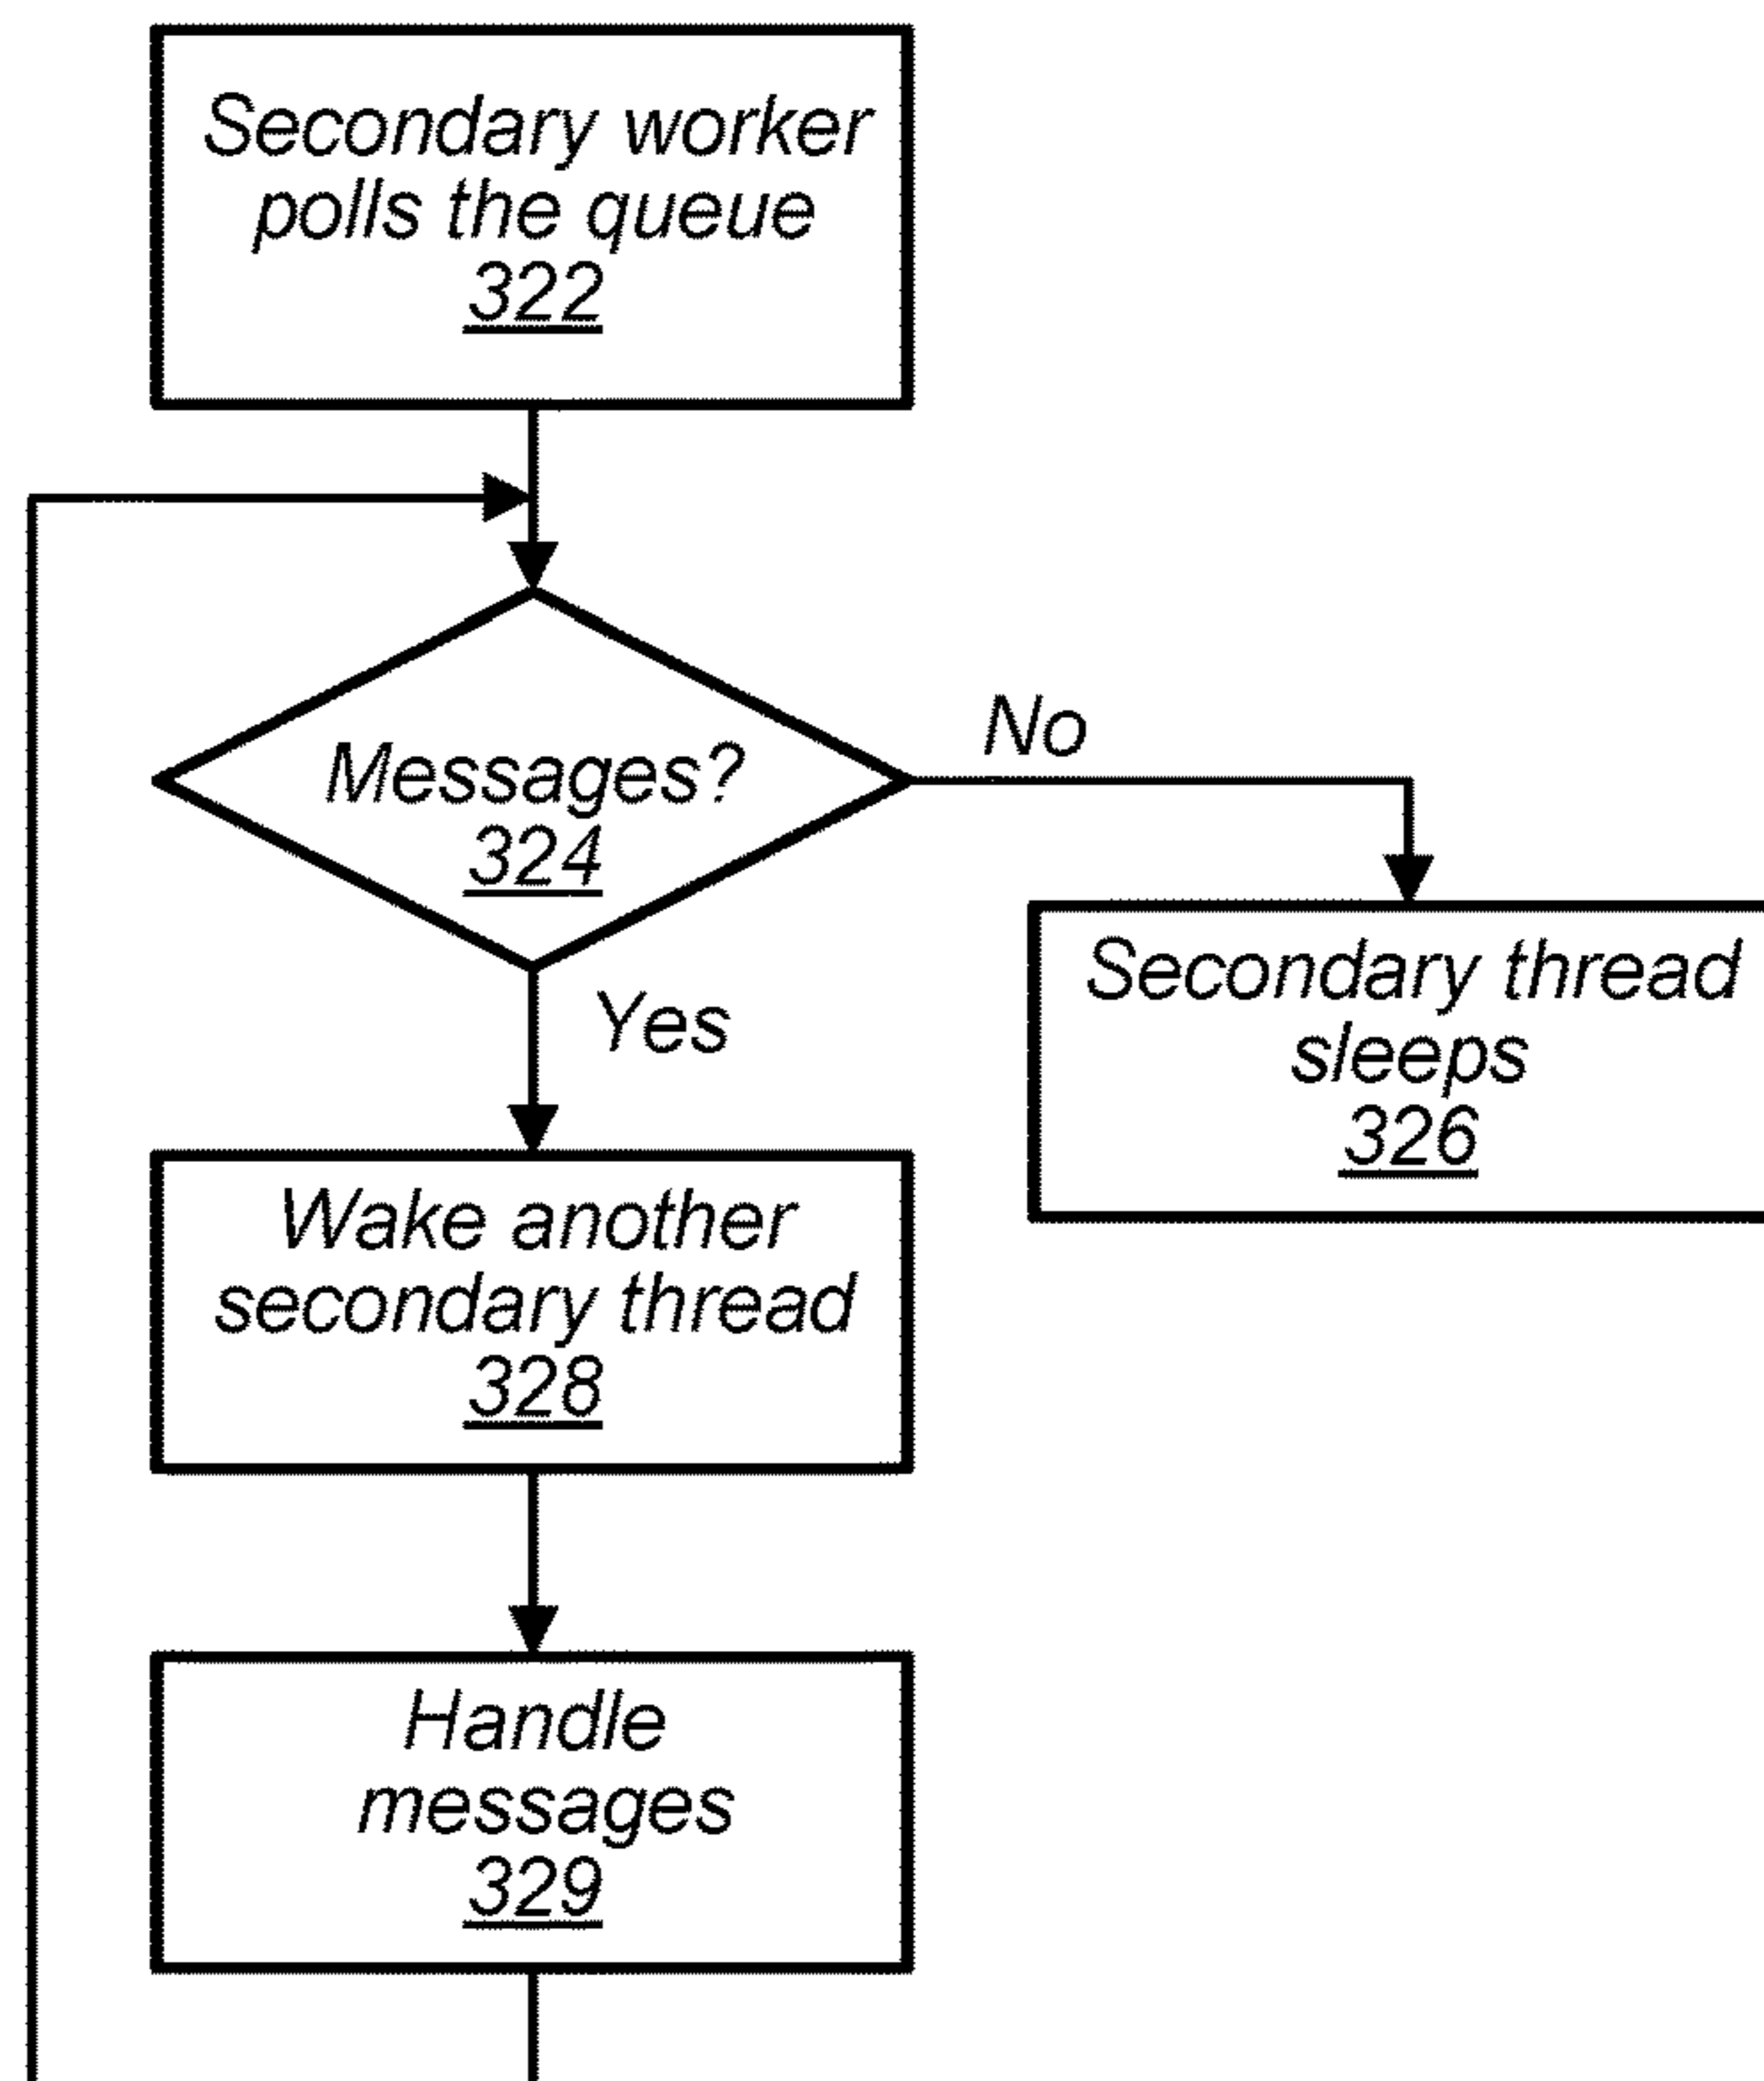 Secondary worker
polls the queue
322
Messages?
324
No
Yes
Secondary thread
sleeps
326
Wake another
secondary thread
328
Handle
messages
329